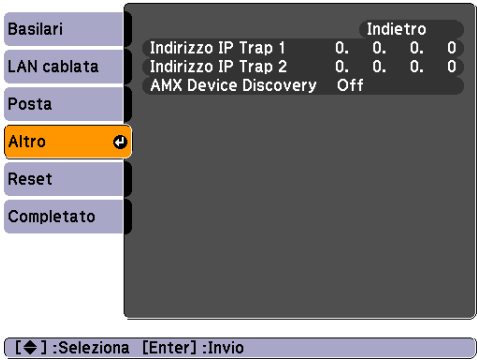 Basilari
LAN cablata
Posta
Altro
Reset
Completato
Indietro
Indirizzo IP Trap 1 0. 0. 0. 0
Indirizzo IP Trap 2 0. 0. 0. 0
AMX Device Discovery Off
[◆] :Seleziona [Enter] :Invio